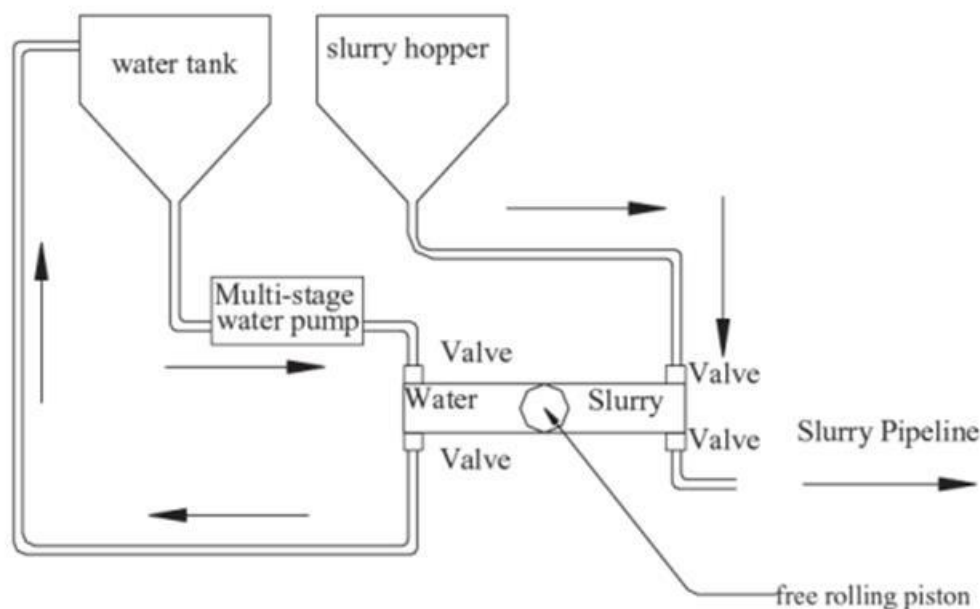 water tank
slurry hopper
Multi-stage
water pump
Valve
Valve
Water
Slurry
Valve
Valve
Slurry Pipeline
free rolling piston